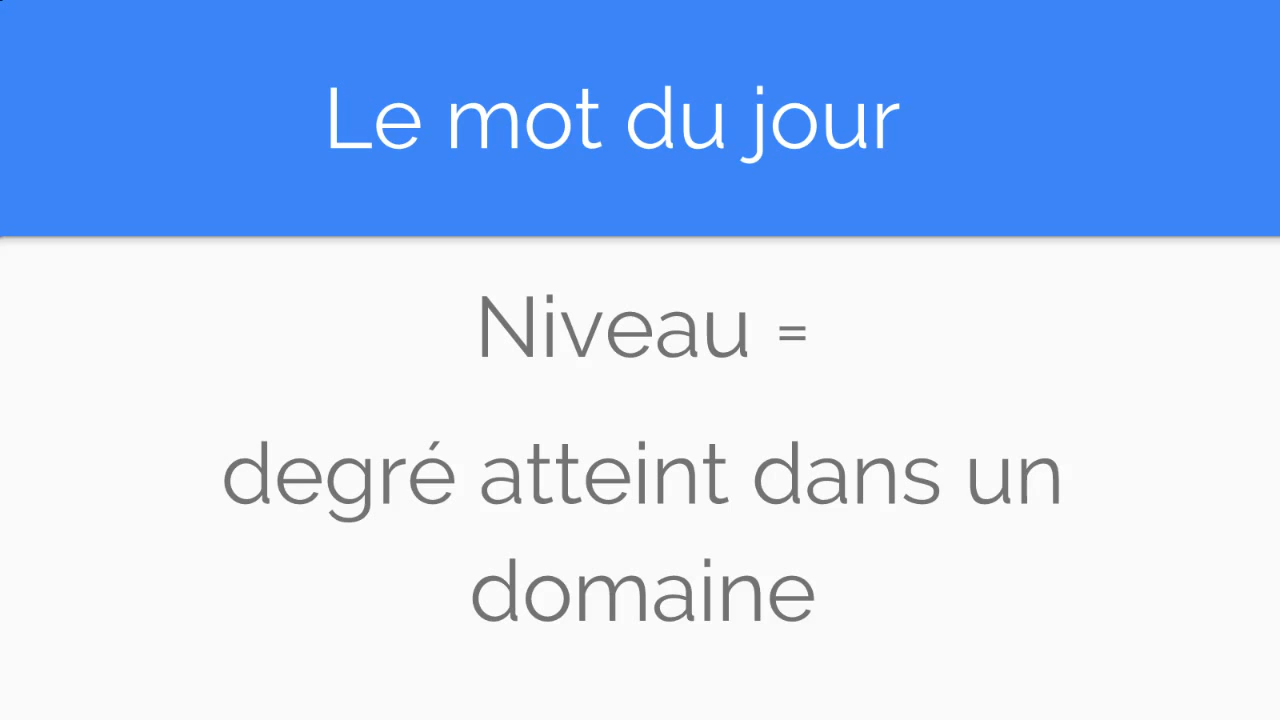 Le mot du jour
Niveau =
degré atteint dans un
domaine